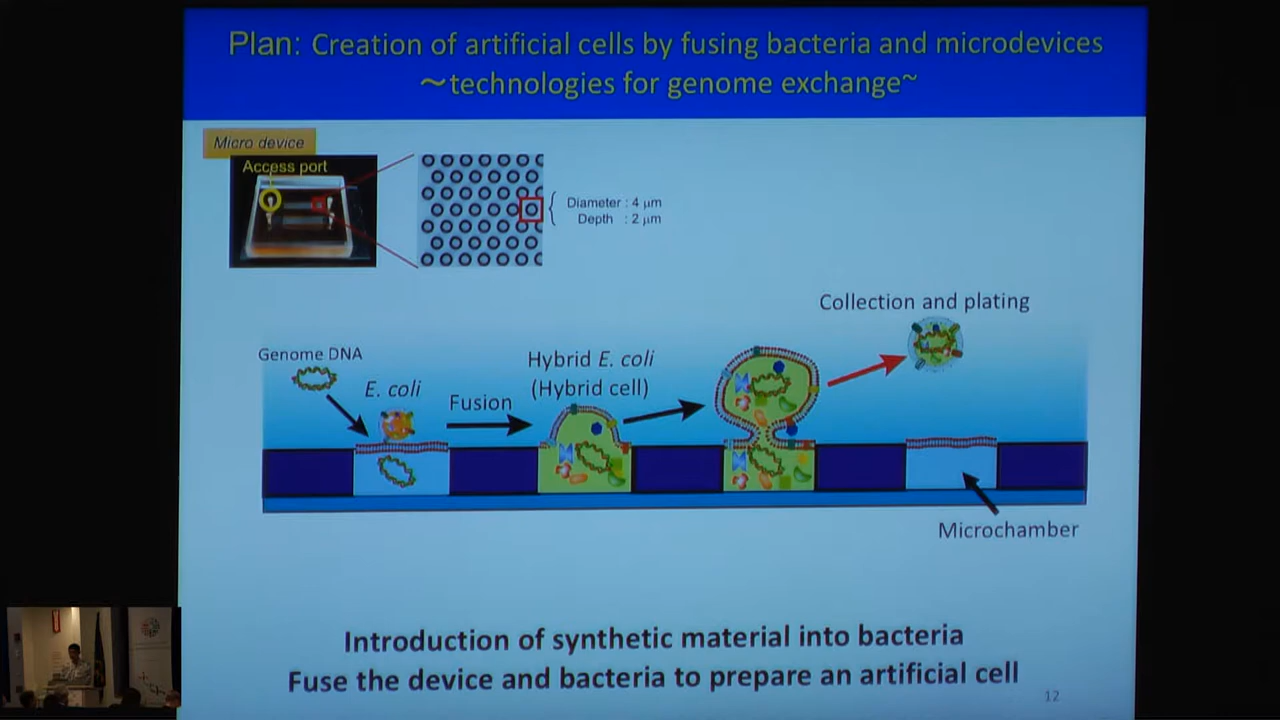 Plan: Creation of artificial cells by fusing bacteria and microdevices
～technologies for genome exchange~
Micro device
Access port
Diameter : 4 μm
Depth : 2 μm
Collection and plating
Genome DNA
E. coli
Fusion
Hybrid E. coli
(Hybrid cell)
Microchamber
Introduction of synthetic material into bacteria
Fuse the device and bacteria to prepare an artificial cell
12